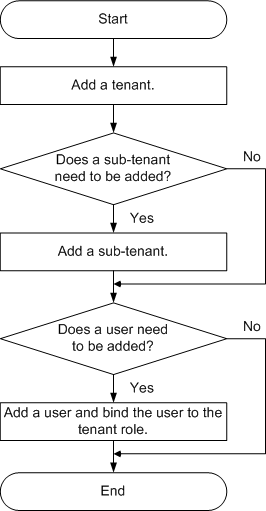 Start
Add a tenant.
Does a sub-tenant
need to be added?
No
Yes
Add a sub-tenant.
Does a user need
to be added?
No
Yes
Add a user and bind the user to the
tenant role.
End